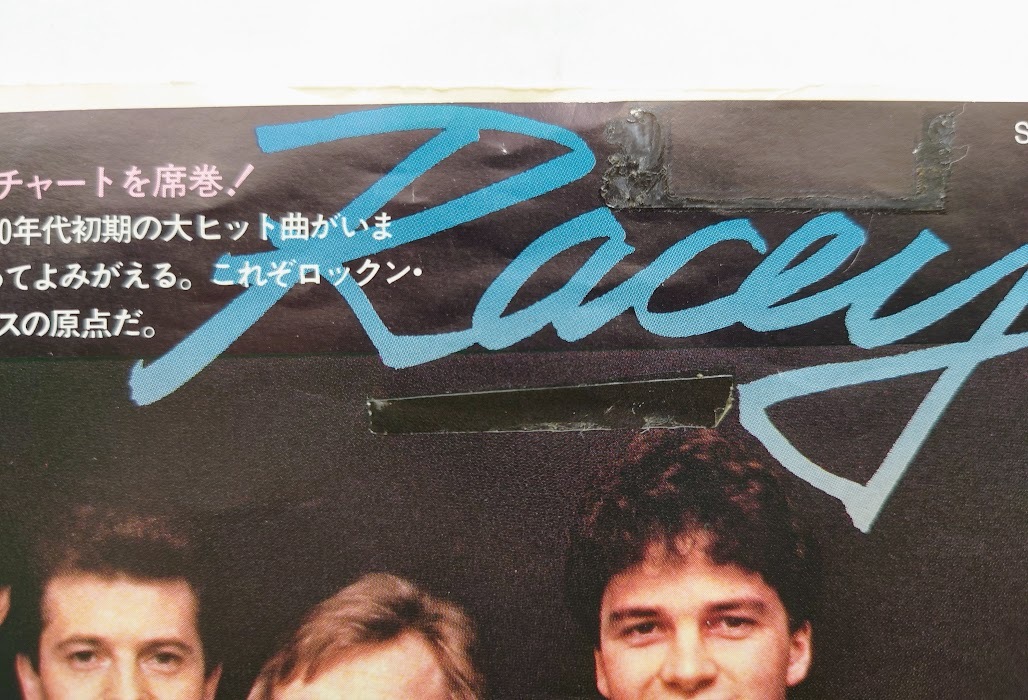 Racey
チャートを席巻!
0年代初期の大ヒット曲がいま
ってよみがえる。これぞロックン・
スの原点だ。
S